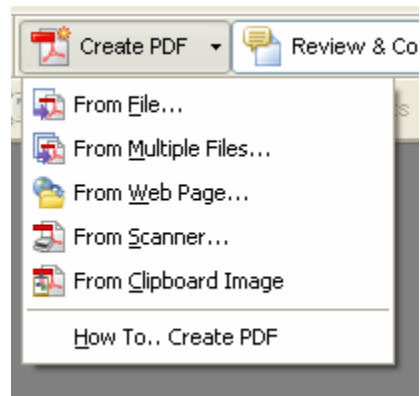 Create PDF Review & Co
From File...
From Multiple Files...
From Web Page...
From Scanner...
From Clipboard Image
How To.. Create PDF